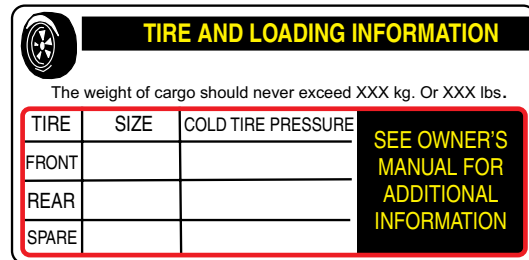 TIRE AND LOADING INFORMATION
The weight of cargo should never exceed XXX kg. Or XXX lbs.
TIRE SIZE COLD TIRE PRESSURE
FRONT
REAR
SPARE
SEE OWNER'S
MANUAL FOR
ADDITIONAL
INFORMATION